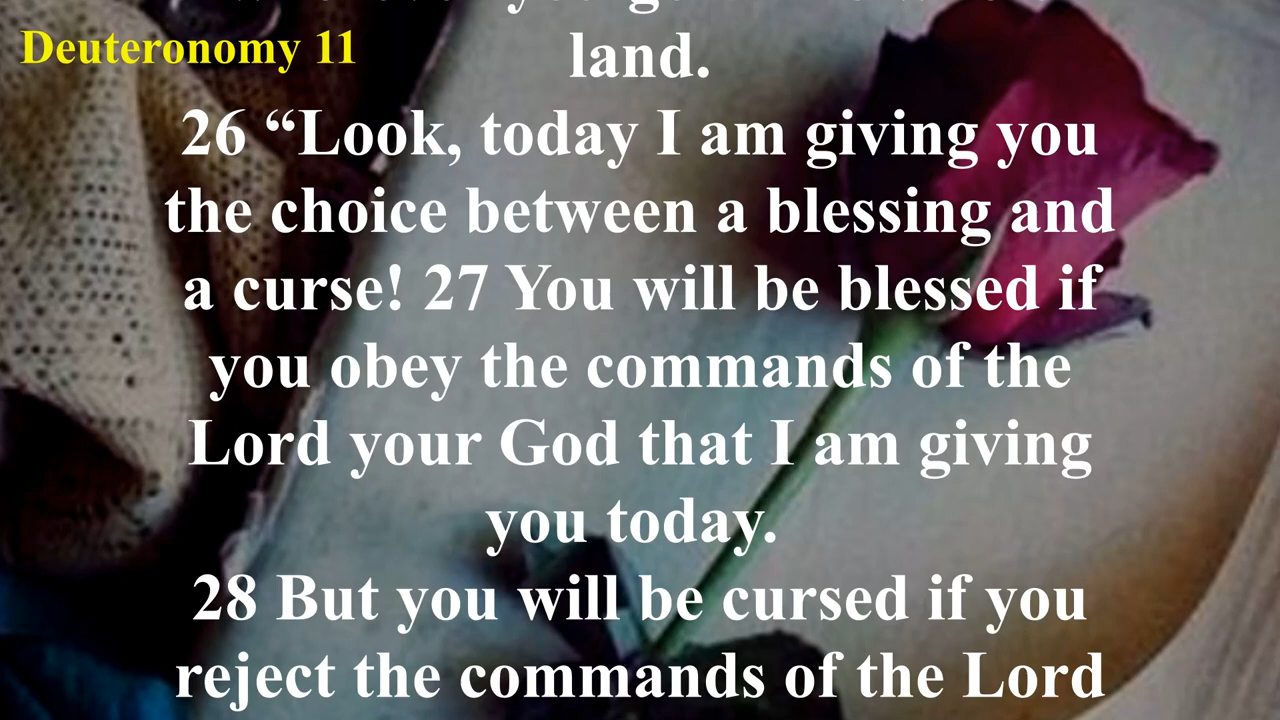 Deuteronomy 11
land.
26 “Look, today I am giving you
the choice between a blessing and
a curse! 27 You will be blessed if
you obey the commands of the
Lord your God that I am giving
you today.
28 But you will be cursed if you
reject the commands of the Lord